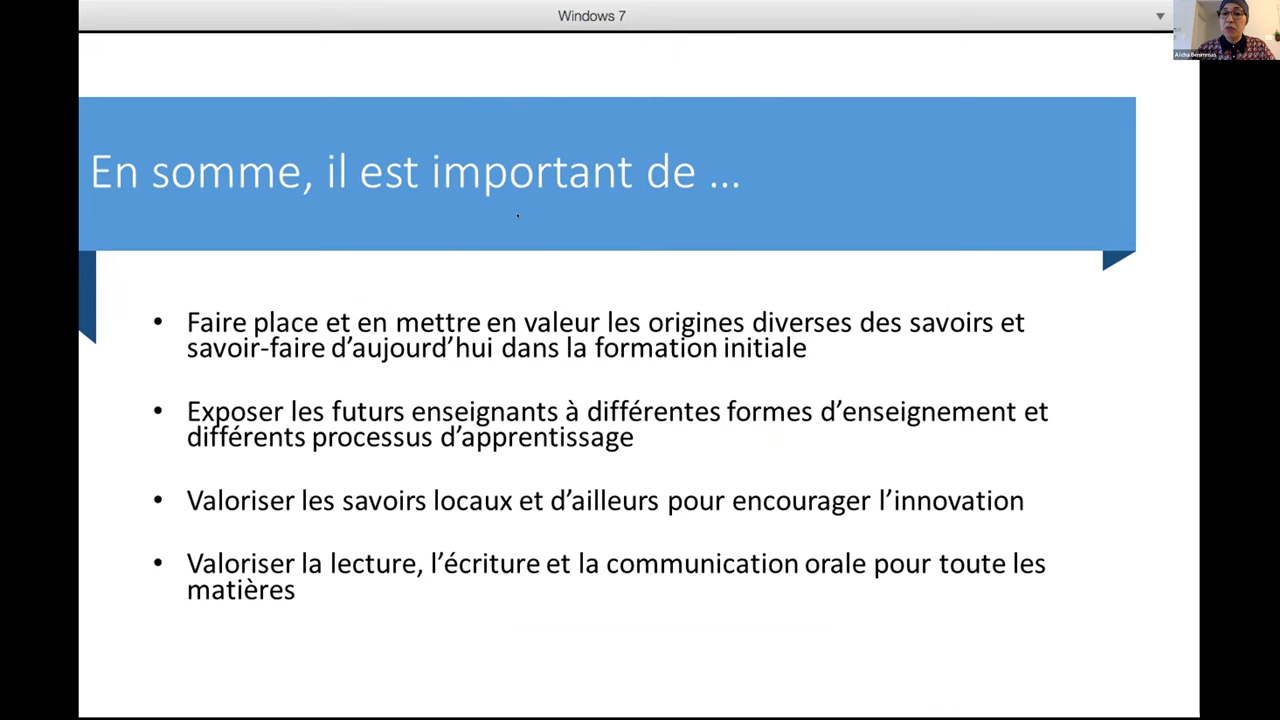 Windows 7
En somme, il est important de ...
• Faire place et en mettre en valeur les origines diverses des savoirs et
savoir-faire d’aujourd’hui dans la formation initiale
• Exposer les futurs enseignants à différentes formes d’enseignement et
différents processus d’apprentissage
• Valoriser les savoirs locaux et d’ailleurs pour encourager l’innovation
• Valoriser la lecture, l’écriture et la communication orale pour toute les
matières